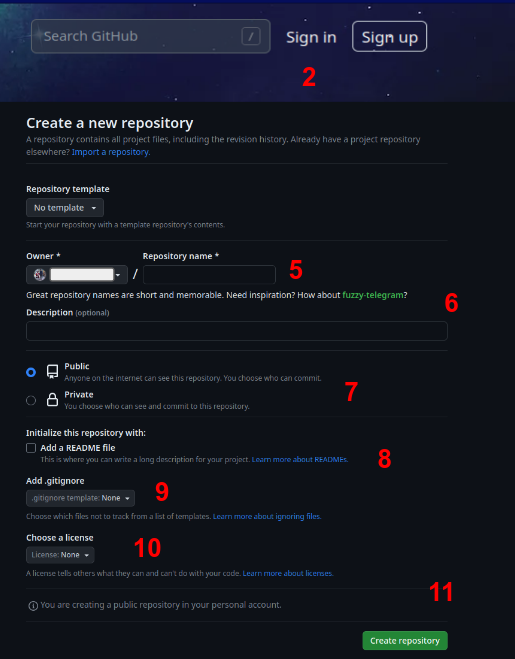 Search GitHub / Sign in Sign up
2
Create a new repository
A repository contains all project files, including the revision history. Already have a project repository
elsewhere? Import a repository.
Repository template
No template
Start your repository with a template repository's contents.
Owner * Repository name *
/ 5
Great repository names are short and memorable. Need inspiration? How about fuzzy-telegram?
6
Description (optional)
Public
Anyone on the internet can see this repository. You choose who can commit.
7
Private
You choose who can see and commit to this repository.
Initialize this repository with:
Add a README file
This is where you can write a long description for your project. Learn more about READMEs.
8
Add .gitignore
9
.gitignore template: None
Choose which files not to track from a list of templates. Learn more about ignoring files.
Choose a license
10
License: None
A license tells others what they can and can't do with your code. Learn more about licenses.
11
You are creating a public repository in your personal account.
Create repository